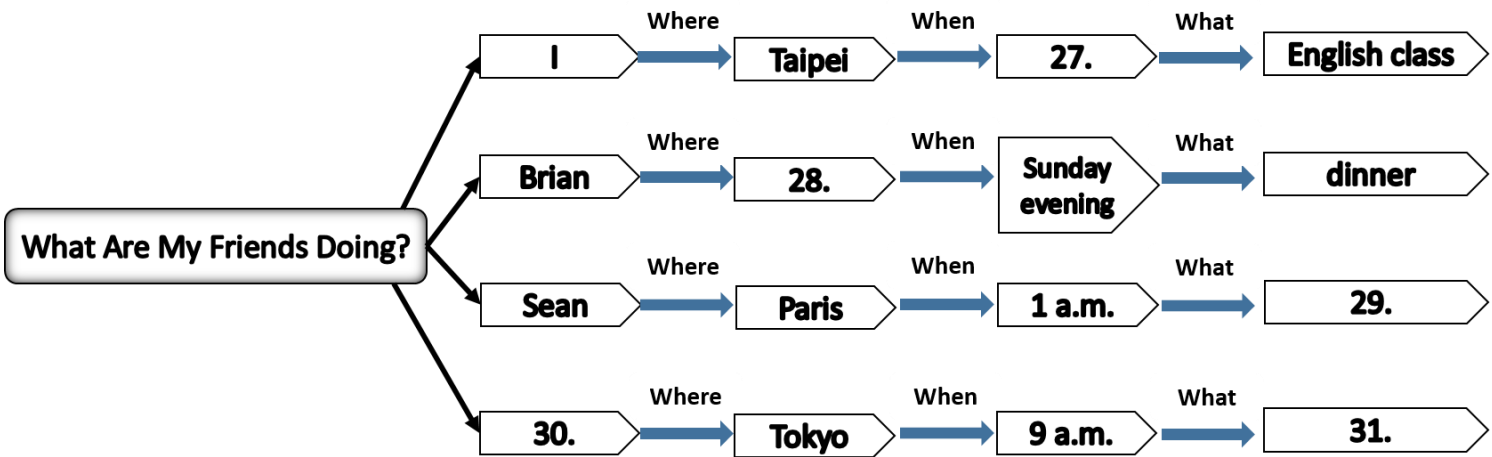 What Are My Friends Doing?
I
Where
Taipei
When
27.
What
English class
Brian
Where
28.
When
Sunday
evening
What
dinner
Sean
Where
Paris
When
1 a.m.
What
29.
30.
Where
Tokyo
When
9 a.m.
What
31.